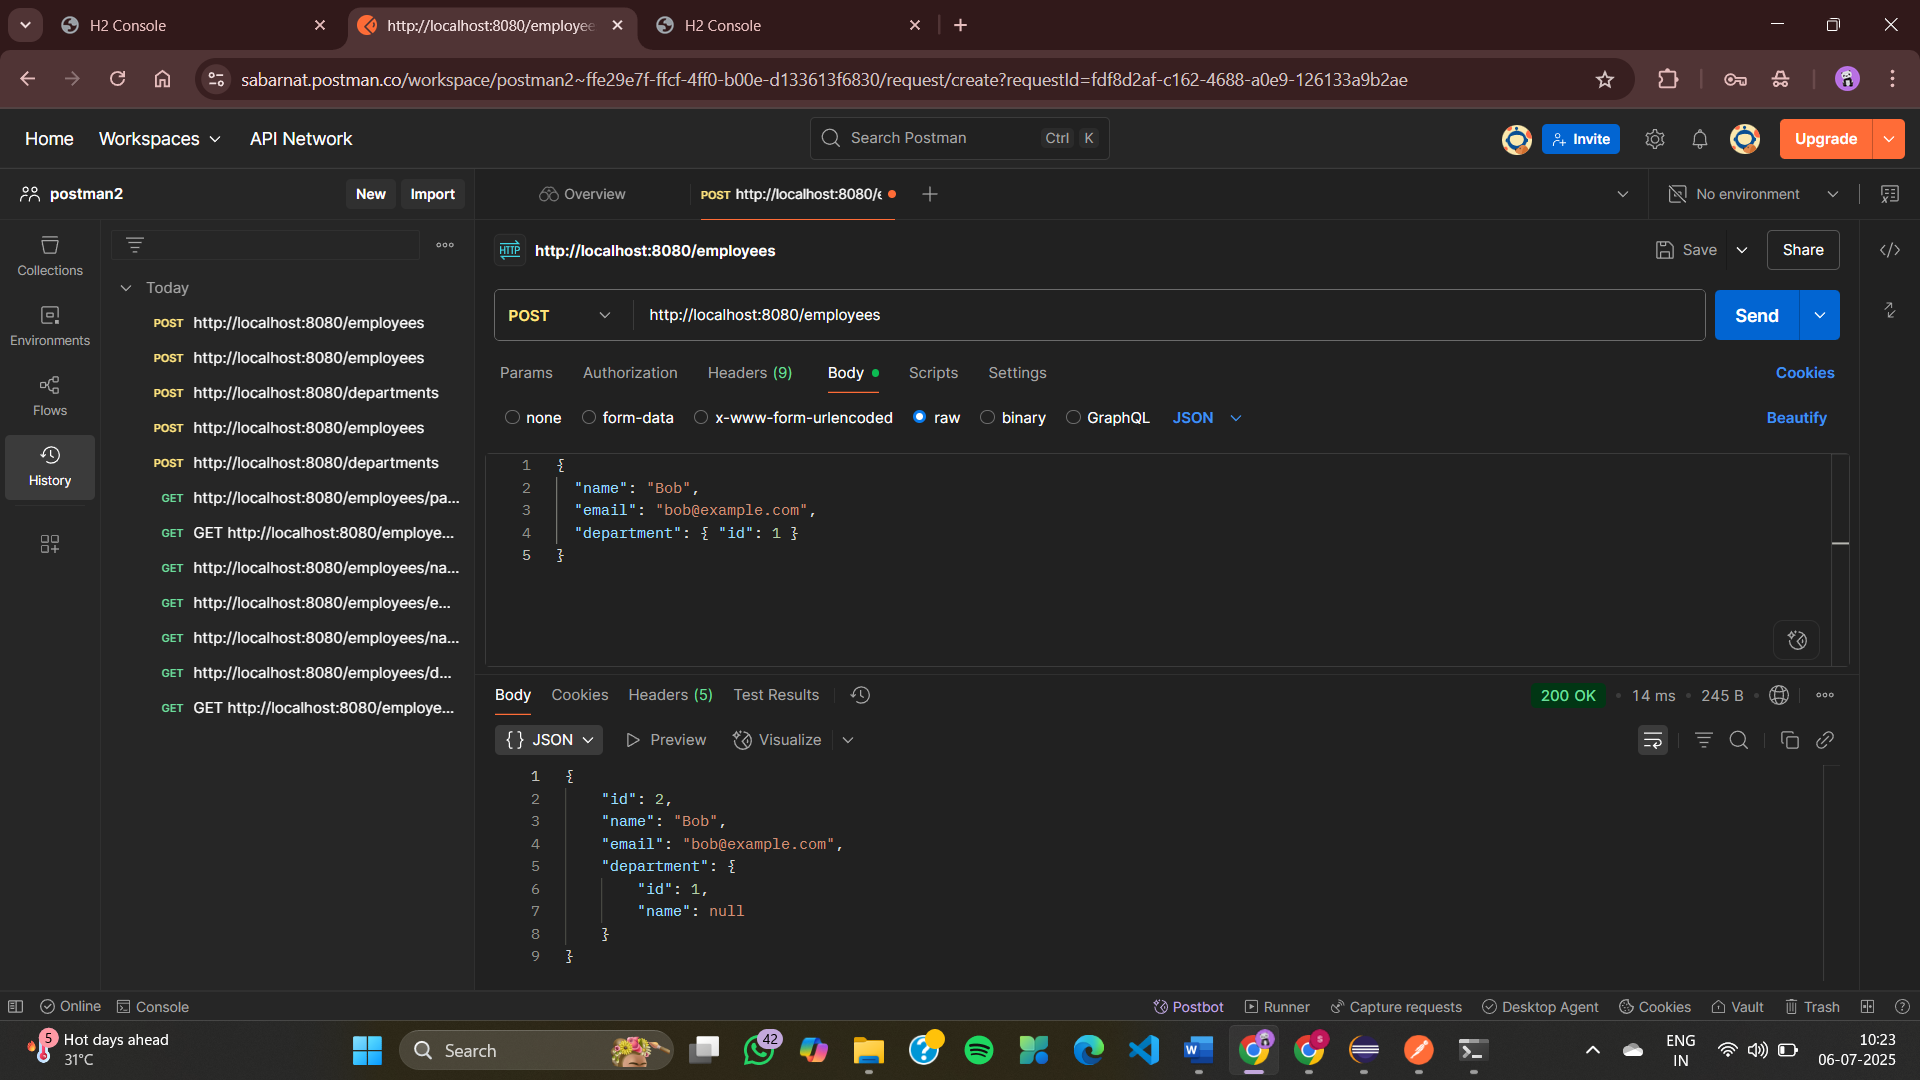 H2 Console
http://localhost:8080/employee
H2 Console
sabarnat.postman.co/workspace/postman2~ffe29e7f-ffcf-4ff0-b00e-d133613f6830/request/create?requestId=fdf8d2af-c162-4688-a0e9-126133a9b2ae
Home Workspaces API Network
Search Postman Ctrl K
Invite
Upgrade
postman2
New Import
Overview
POST http://localhost:8080/e
No environment
Collections
Environments
Flows
History
Today
POST http://localhost:8080/employees
POST http://localhost:8080/employees
POST http://localhost:8080/departments
POST http://localhost:8080/employees
POST http://localhost:8080/departments
GET http://localhost:8080/employees/pa...
GET GET http://localhost:8080/employe...
GET http://localhost:8080/employees/na...
GET http://localhost:8080/employees/e...
GET http://localhost:8080/employees/na...
GET http://localhost:8080/employees/d...
GET GET http://localhost:8080/employe...
HTTP http://localhost:8080/employees
Save Share
POST http://localhost:8080/employees
Send
Params Authorization Headers (9) Body Scripts Settings Cookies
none form-data x-www-form-urlencoded raw binary GraphQL JSON Beautify
1 {
2 "name": "Bob",
3 "email": "bob@example.com",
4 "department": { "id": 1 }
5 }
Body Cookies Headers (5) Test Results
200 OK 14 ms 245 B
{} JSON Preview Visualize
1 {
2 "id": 2,
3 "name": "Bob",
4 "email": "bob@example.com",
5 "department": {
6 "id": 1,
7 "name": null
8 }
9 }
Online Console
Postbot Runner Capture requests Desktop Agent Cookies Vault Trash
5
Hot days ahead
31°C
Search
42
s
ENG
IN
10:23
06-07-2025